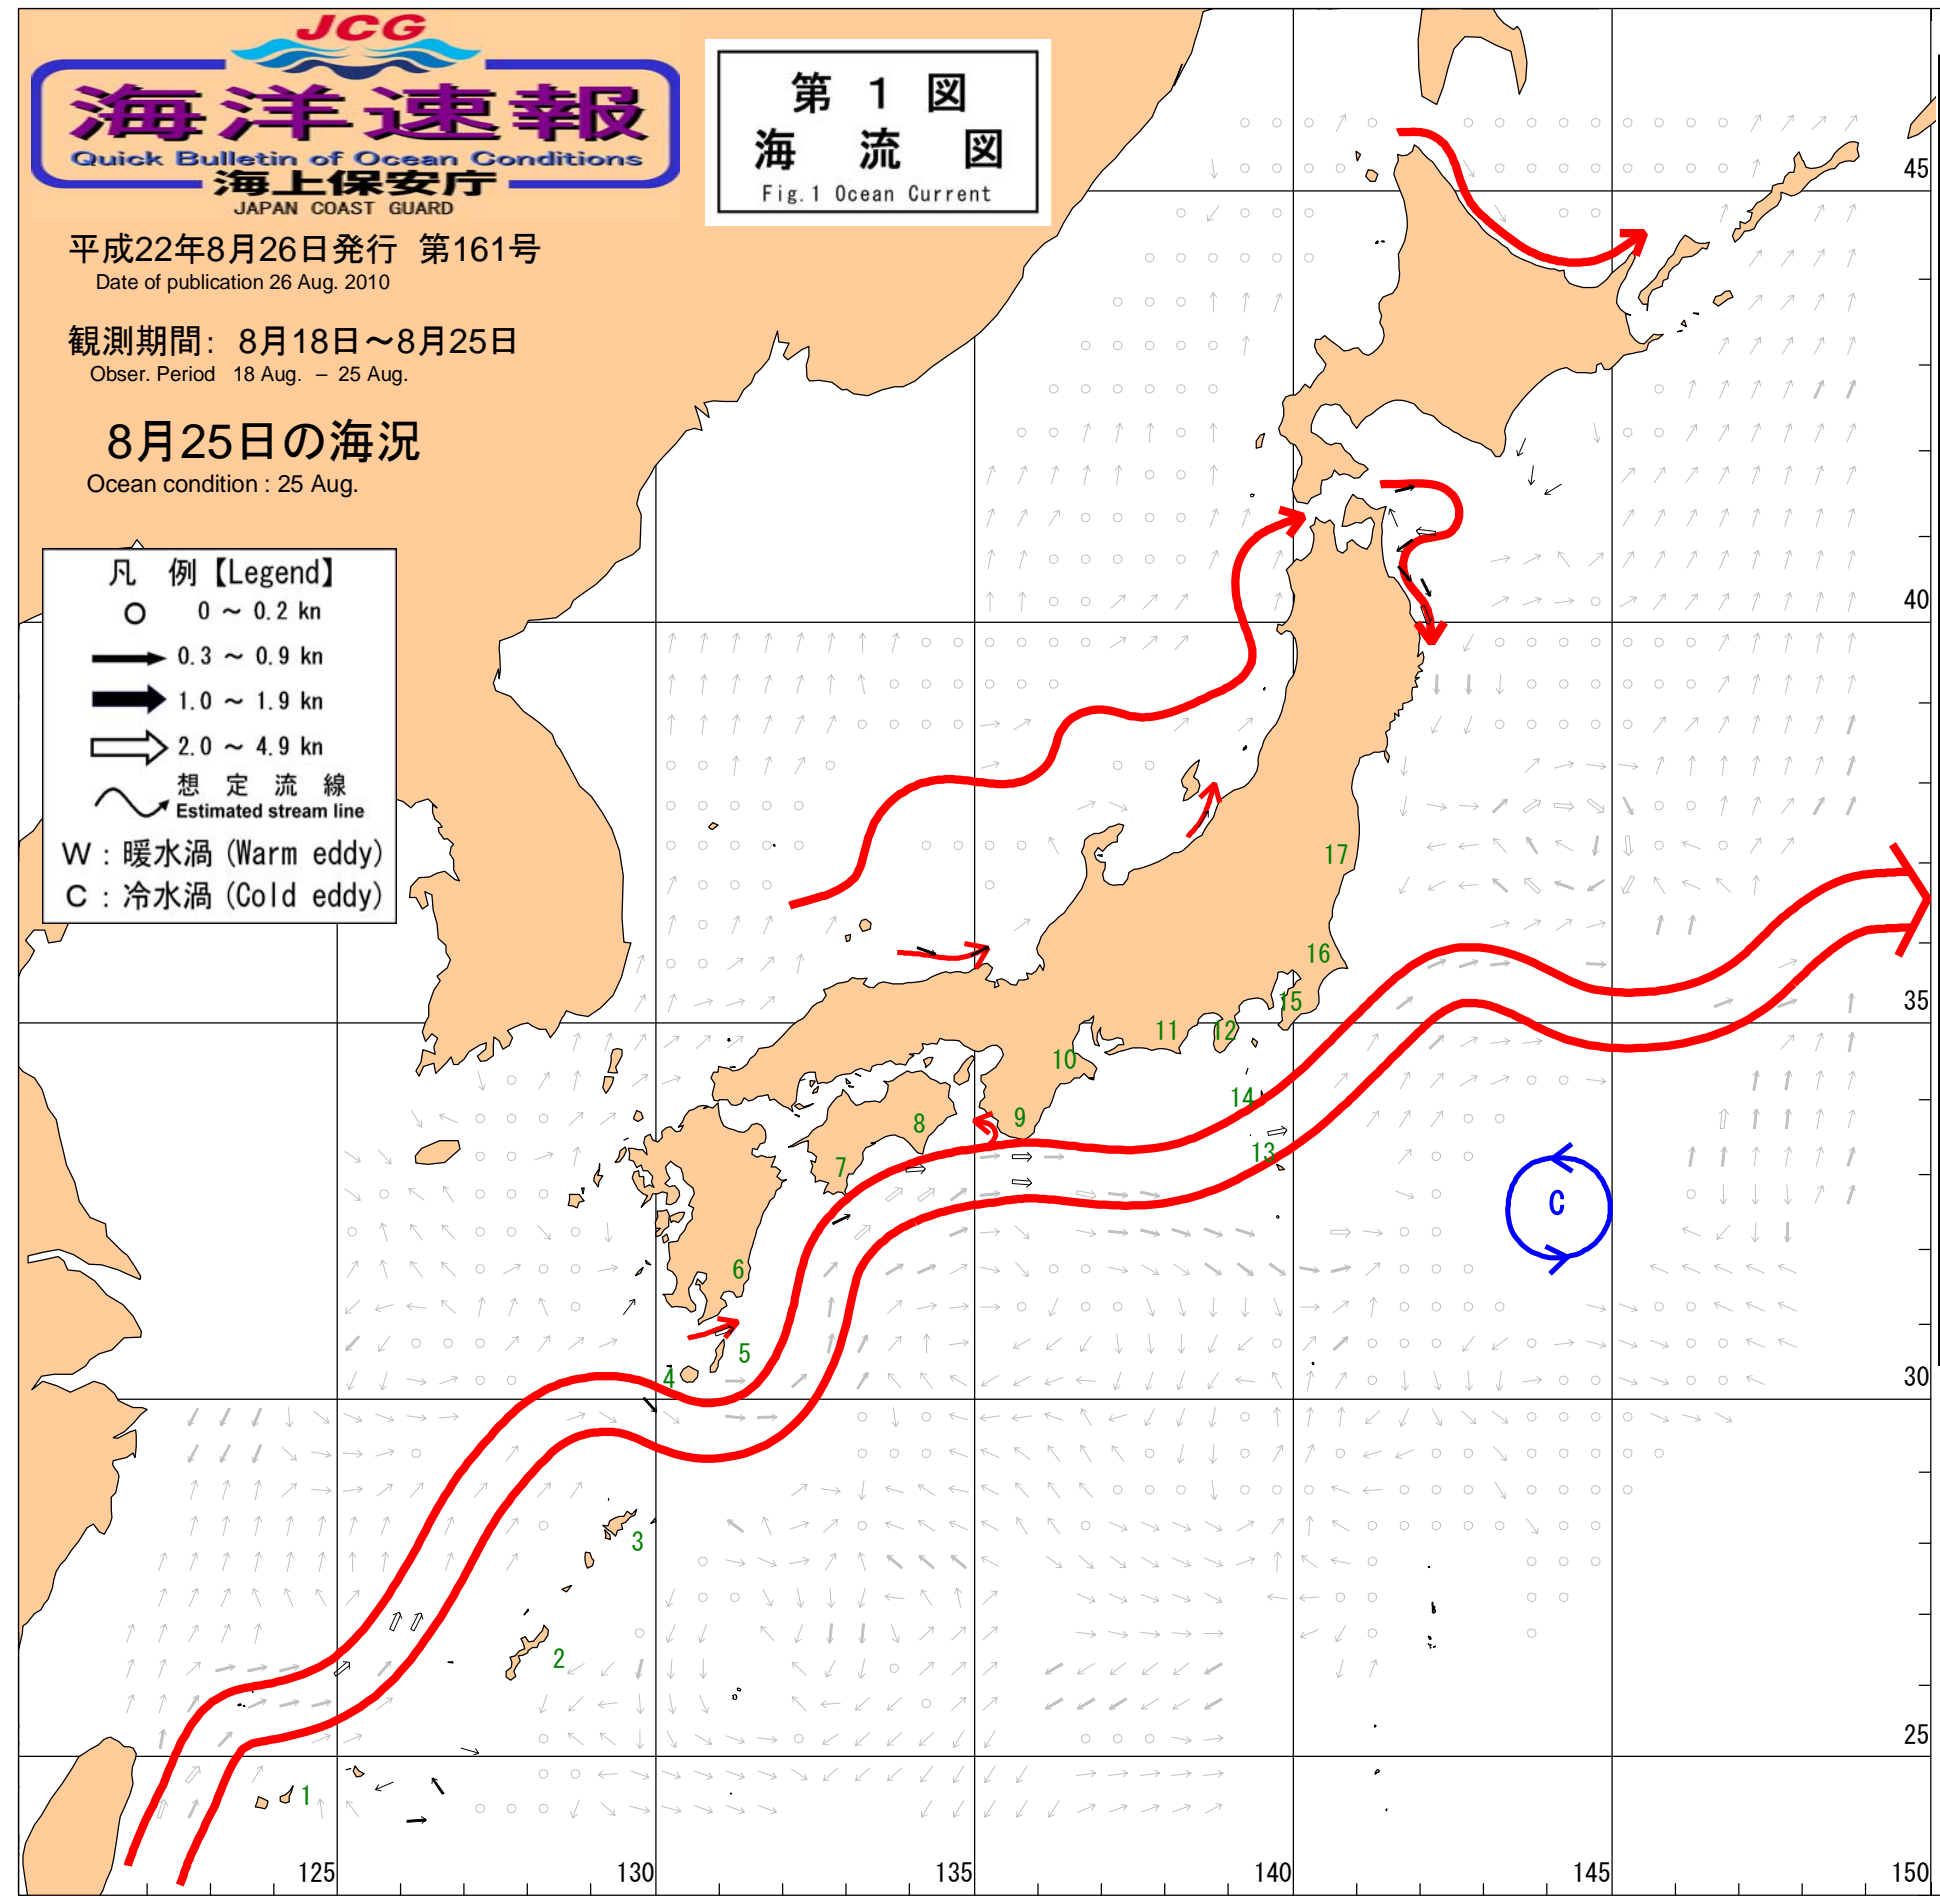 JCG
海洋速報
Quick Bulletin of Ocean Conditions
海上保安庁
JAPAN COAST GUARD
第 1 図
海 流 図
Fig.1 Ocean Current
平成22年8月26日発行 第161号
Date of publication 26 Aug. 2010
観測期間: 8月18日～8月25日
Obser. Period 18 Aug. – 25 Aug.
8月25日の海況
Ocean condition : 25 Aug.
凡 例【Legend】
0 ～ 0.2 kn
0.3 ～ 0.9 kn
1.0 ～ 1.9 kn
2.0 ～ 4.9 kn
想 定 流 線
Estimated stream line
W : 暖水渦 (Warm eddy)
C : 冷水渦 (Cold eddy)
45
40
17
16
15
35
11
12
10
14
9
8
13
7
C
6
5
4
30
3
2
25
1
125
130
135
140
145
150